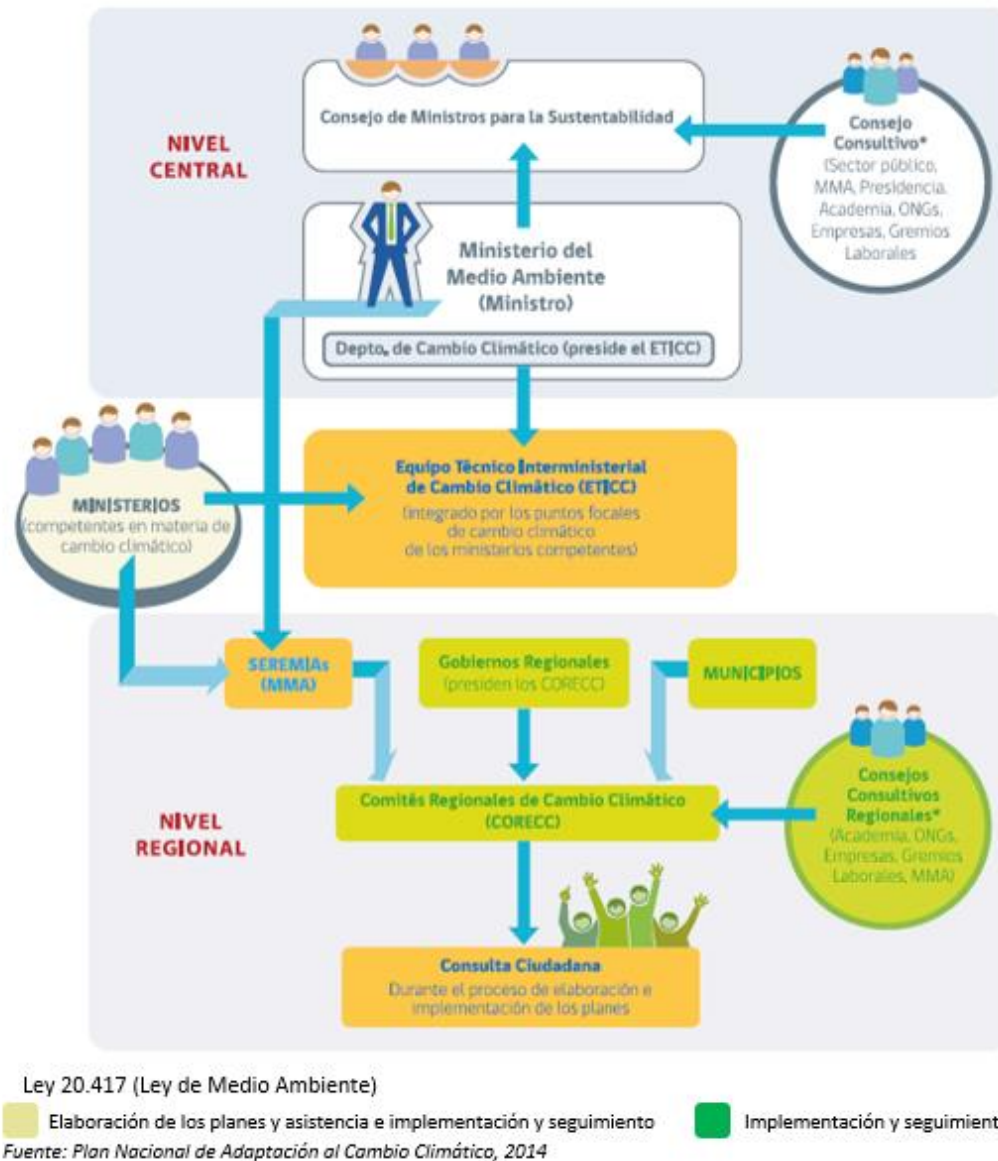 Consejo de Ministros para la Sustentabilidad
NIVEL
CENTRAL
Consejo
Consultivo*
(Sector público,
MMA, Presidencia,
Academia, ONGs,
Empresas, Gremios
Laborales
Ministerio del
Medio Ambiente
(Ministro)
Depto. de Cambio Climático (preside el ETICC)
MINISTERIOS
(competentes en materia de
cambio climático)
Equipo Técnico Interministerial
de Cambio Climático (ETICC)
(integrado por los puntos focales
de cambio climático
de los ministerios competentes)
SEREMIAs
(MMA)
Gobiernos Regionales
(presiden los CORECC)
MUNICIPIOS
NIVEL
REGIONAL
Comités Regionales de Cambio Climático
(CORECC)
Consejos
Consultivos
Regionales*
(Academia, ONGs,
Empresas, Gremios
Laborales, MMA)
Consulta Ciudadana
Durante el proceso de elaboración e
implementación de los planes
Ley 20.417 (Ley de Medio Ambiente)
Elaboración de los planes y asistencia e implementación y seguimiento
Implementación y seguimient
Fuente: Plan Nacional de Adaptación al Cambio Climático, 2014